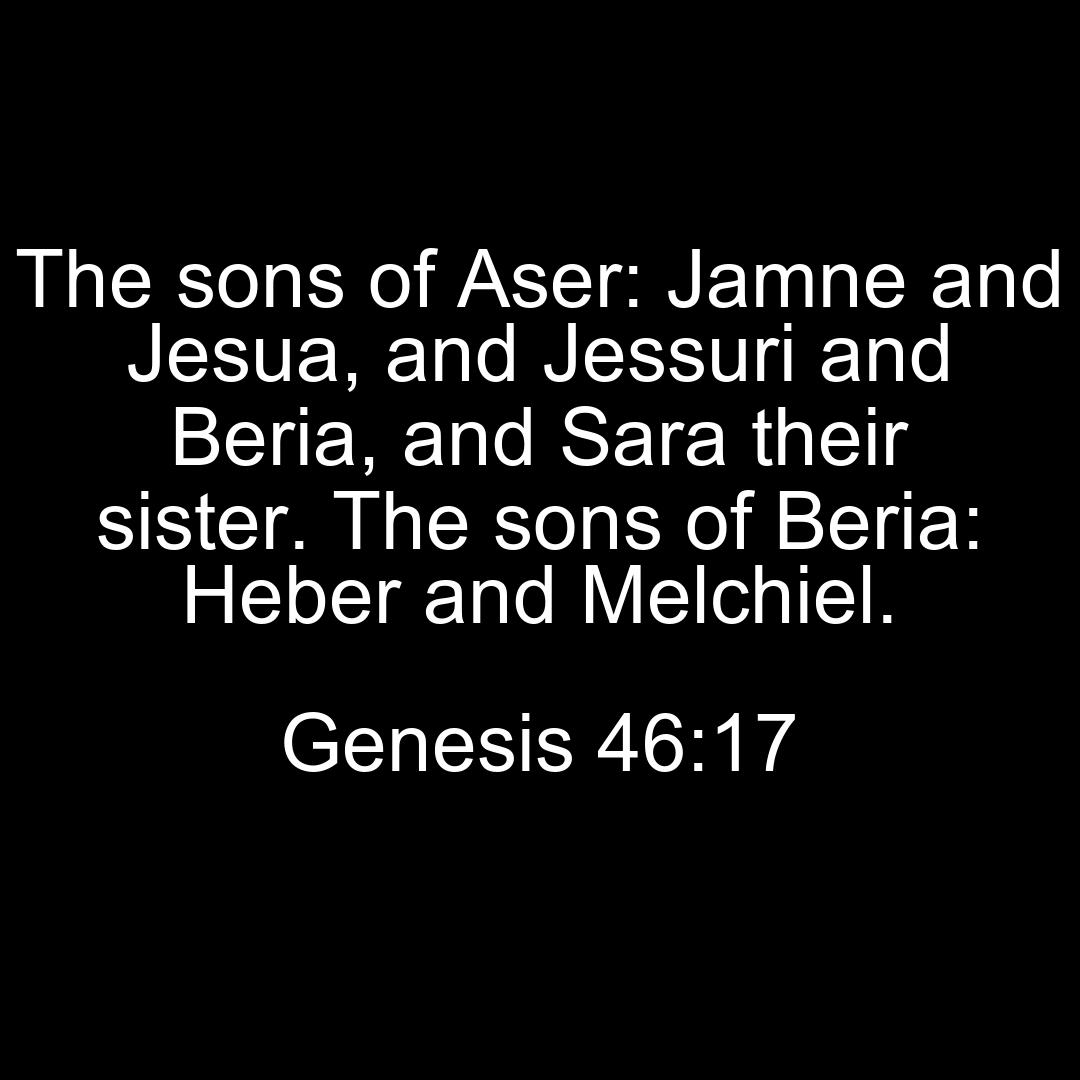 The sons of Aser: Jamne and
Jesua, and Jessuri and
Beria, and Sara their
sister. The sons of Beria:
Heber and Melchiel.
Genesis 46:17